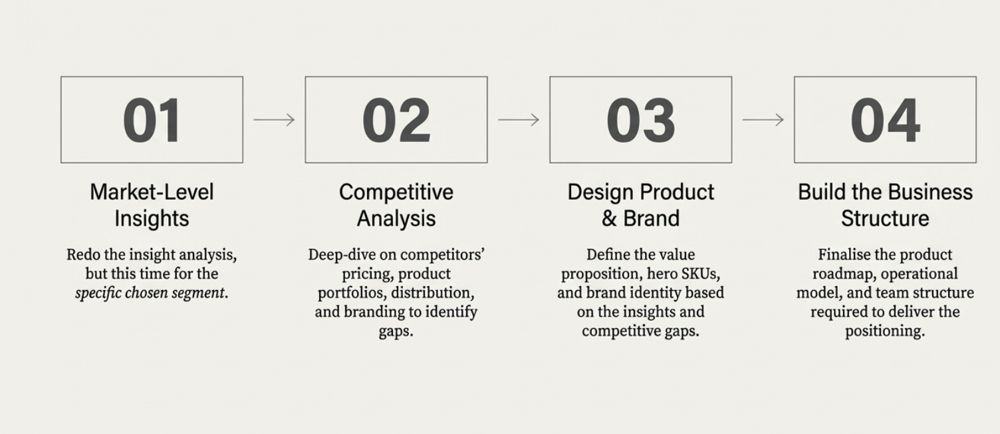 01
Market-Level
Insights
Redo the insight analysis,
but this time for the
specific chosen segment.
02
Competitive
Analysis
Deep-dive on competitors’
pricing, product
portfolios, distribution,
and branding to identify
gaps.
03
Design Product
& Brand
Define the value
proposition, hero SKUs,
and brand identity based
on the insights and
competitive gaps.
04
Build the Business
Structure
Finalise the product
roadmap, operational
model, and team structure
required to deliver the
positioning.